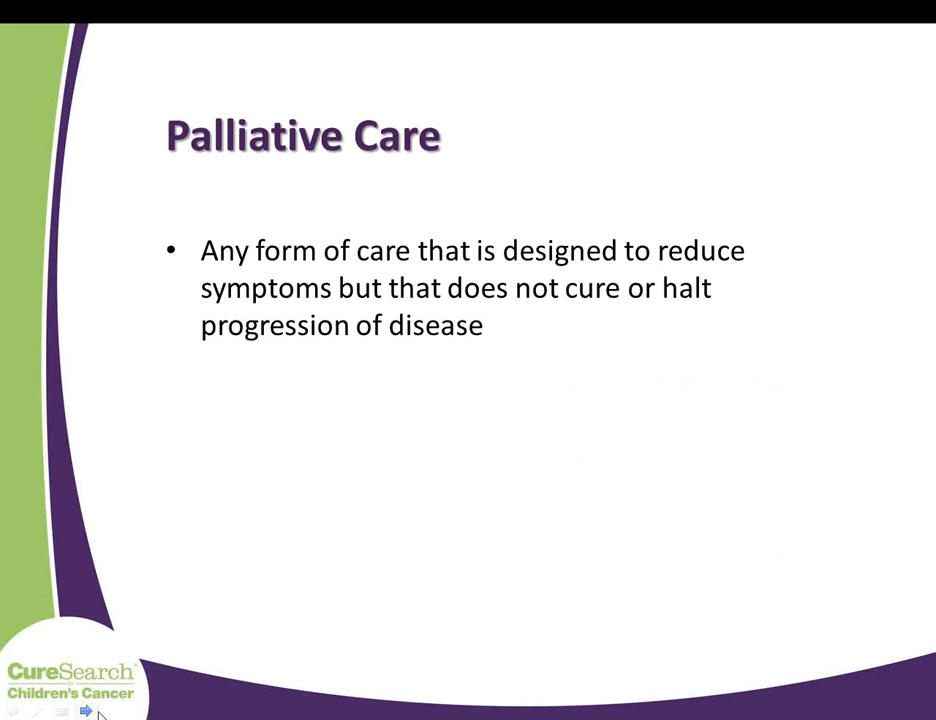 Palliative Care
• Any form of care that is designed to reduce
symptoms but that does not cure or halt
progression of disease
CureSearch®
for
Children's Cancer